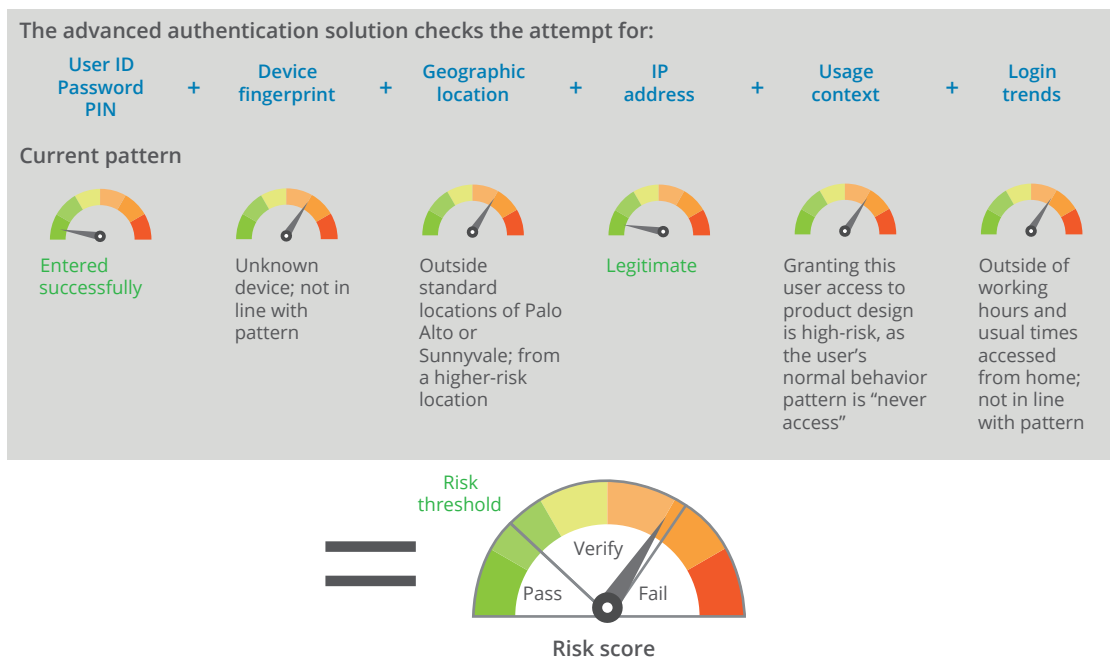 The advanced authentication solution checks the attempt for:
User ID
Password
PIN
+
Device
fingerprint
+
Geographic
location
+
IP
address
+
Usage
context
+
Login
trends
Current pattern
Entered
successfully
Unknown
device; not in
line with
pattern
Outside
standard
locations of Palo
Alto or
Sunnyvale; from
a higher-risk
location
Legitimate
Granting this
user access to
product design
is high-risk, as
the user’s
normal behavior
pattern is “never
access”
Outside of
working
hours and
usual times
accessed
from home;
not in line
with pattern
Risk
threshold
=
Verify
Pass
Fail
Risk score